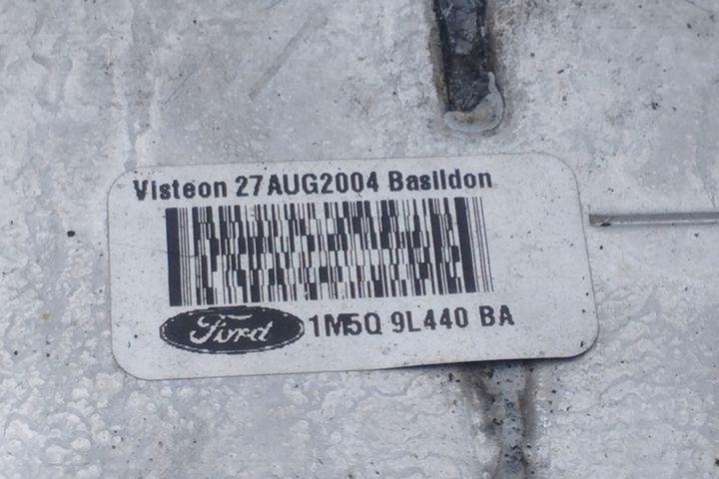 Visteon 27AUG2004 Basildon
Ford 1M5Q 9L440 BA